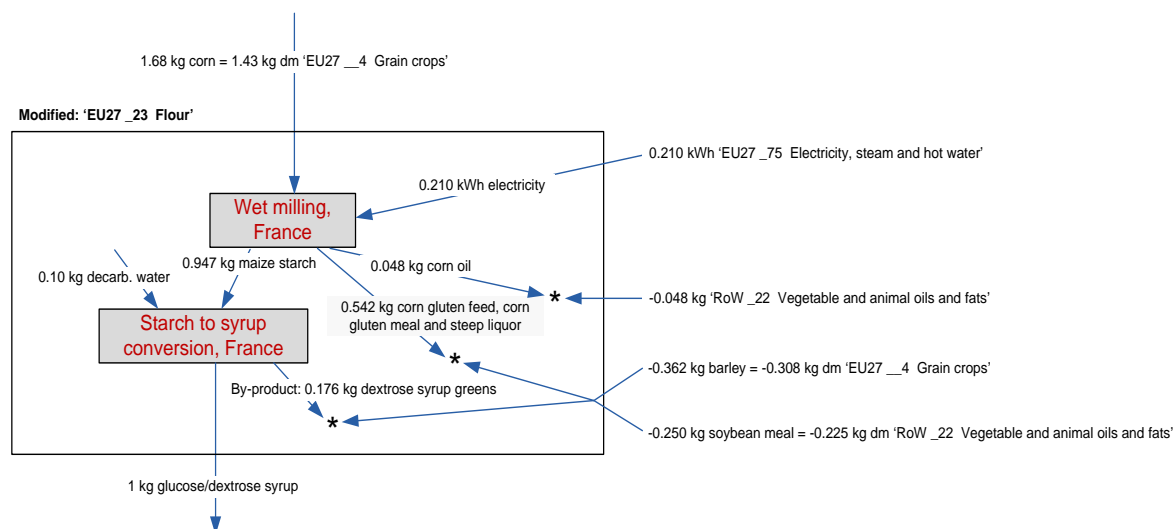 1.68 kg corn = 1.43 kg dm ‘EU27 __4  Grain crops’
Modified: ‘EU27 _23  Flour’
0.210 kWh ‘EU27 _75  Electricity, steam and hot water’
0.210 kWh electricity
Wet milling,
France
0.947 kg maize starch
0.048 kg corn oil
0.10 kg decarb. water
*
-0.048 kg ‘RoW _22  Vegetable and animal oils and fats’
0.542 kg corn gluten feed, corn
gluten meal and steep liquor
Starch to syrup
conversion, France
*
-0.362 kg barley = -0.308 kg dm ‘EU27 __4  Grain crops’
By-product: 0.176 kg dextrose syrup greens
*
-0.250 kg soybean meal = -0.225 kg dm ‘RoW _22  Vegetable and animal oils and fats’
1 kg glucose/dextrose syrup